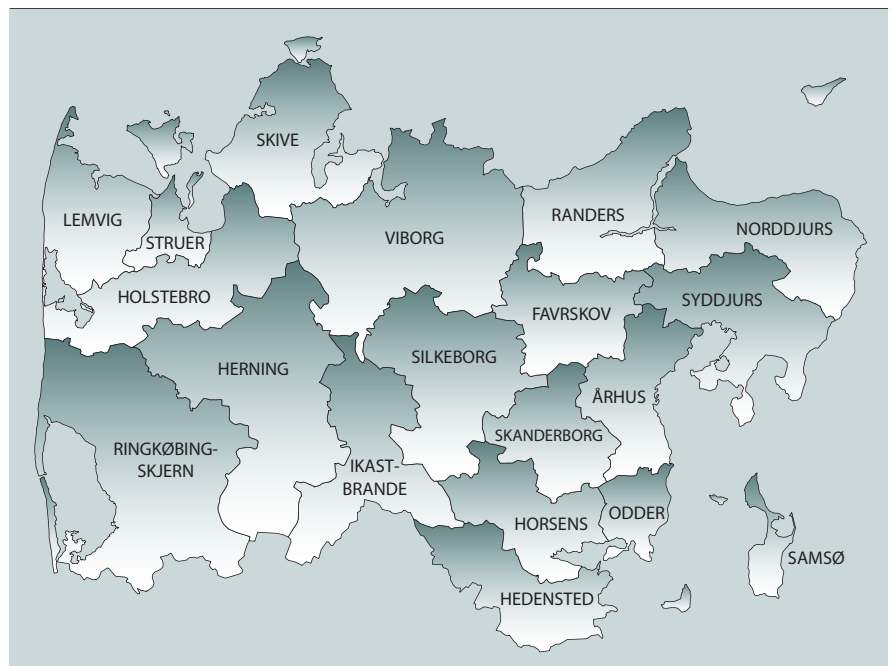 SKIVE
LEMVIG
STRUER
RANDERS
VIBORG
NORDDJURS
HOLSTEBRO
FAVRSKOV
SYDDJURS
HERNING
SILKEBORG
ÅRHUS
RINGKØBING-
SKJERN
SKANDERBORG
IKAST-
BRANDE
HORSENS
ODDER
SAMSØ
HEDENSTED